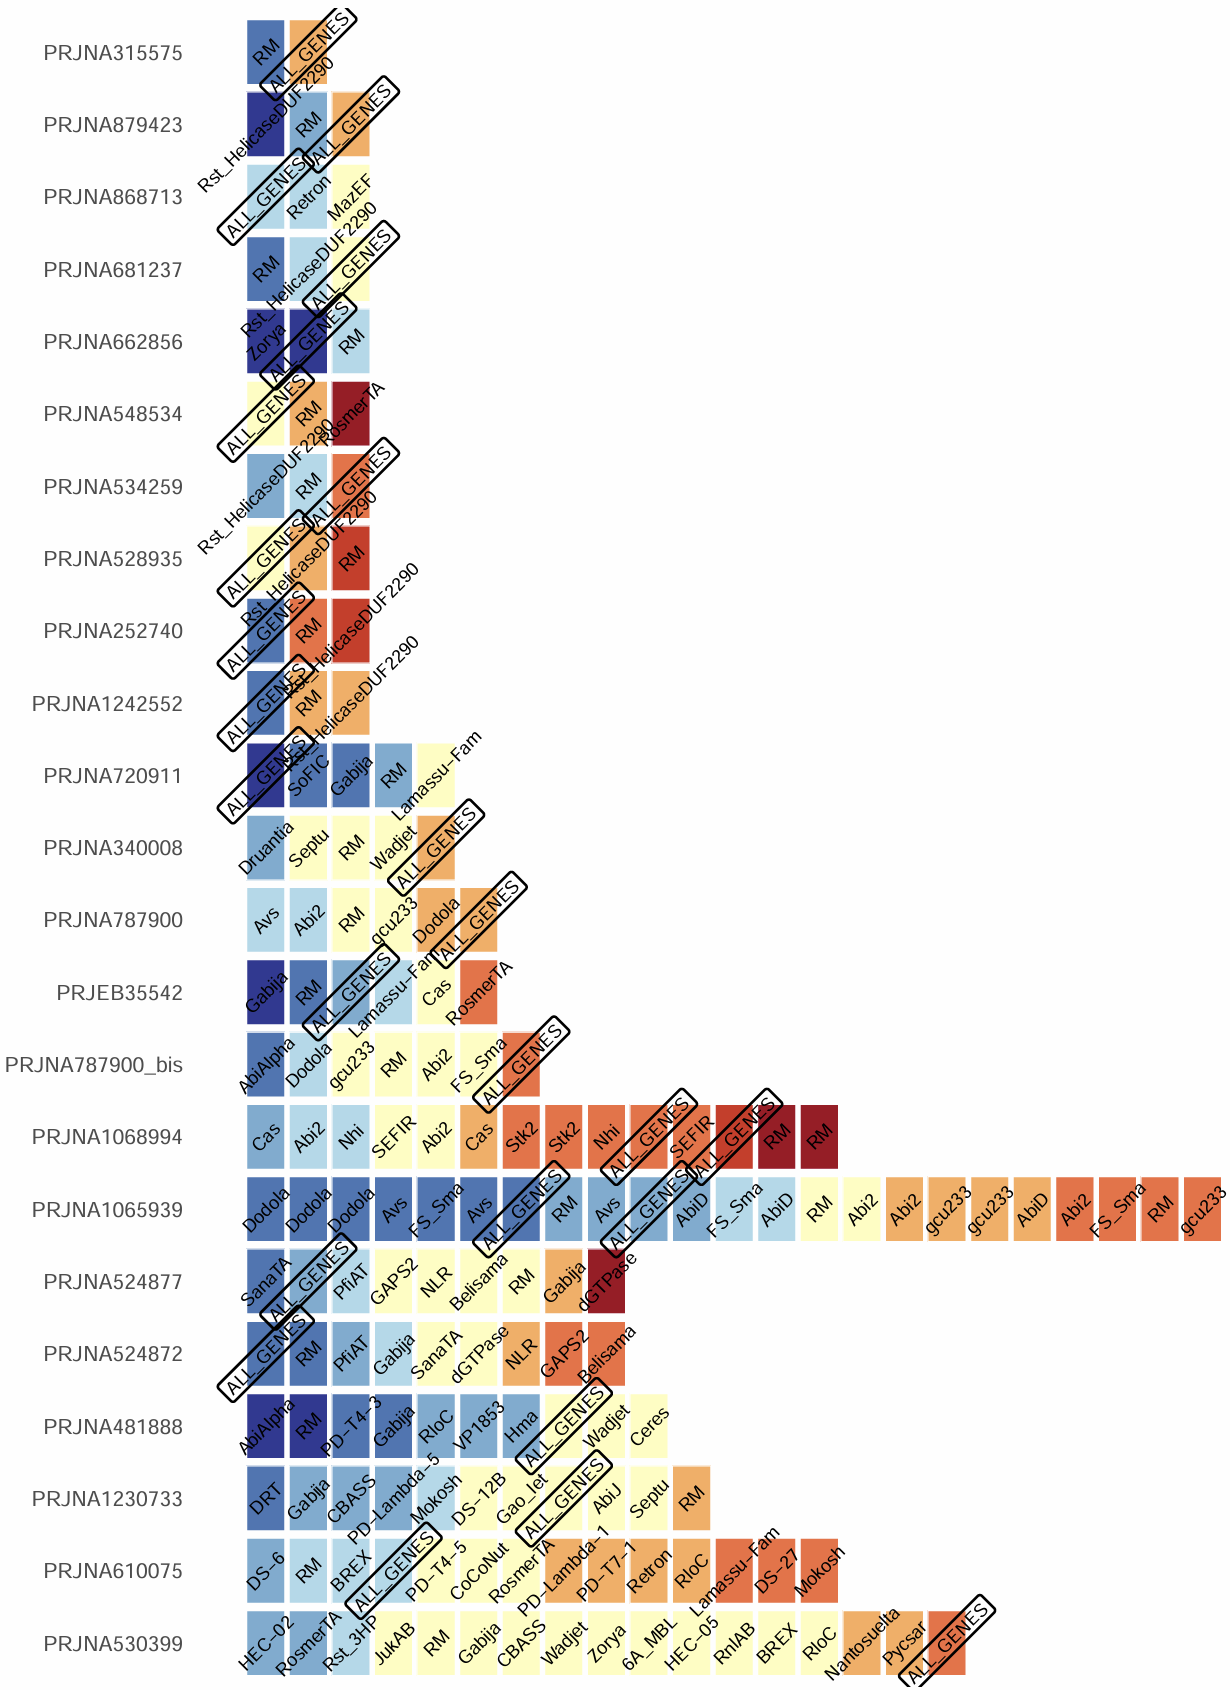 PRJNA315575 RM ALL_GENES
PRJNA879423 Rst_HelicaseDUF2290 RM ALL_GENES
PRJNA868713 ALL_GENES Retron MazEF
PRJNA681237 RM Rst_HelicaseDUF2290 ALL_GENES
PRJNA662856 Zorya ALL_GENES RM
PRJNA548534 ALL_GENES RM RosmerTA
PRJNA534259 Rst_HelicaseDUF2290 RM ALL_GENES
PRJNA528935 ALL_GENES Rst_HelicaseDUF2290 RM
PRJNA252740 ALL_GENES RM Rst_HelicaseDUF2290
PRJNA1242552 ALL_GENES RM Rst_HelicaseDUF2290
PRJNA720911 ALL_GENES SoFIC Gabija RM Lamassu-Fam
PRJNA340008 Druantia Septu RM Wadjet ALL_GENES
PRJNA787900 Avs Abi2 RM gcu233 Dodola ALL_GENES
PRJEB35542 Gabija RM ALL_GENES Lamassu-Fam Cas RosmerTA
PRJNA787900_bis AbiAlpha Dodola gcu233 RM Abi2 FS_Sma ALL_GENES
PRJNA1068994 Cas Abi2 Nhi SEFIR Abi2 Cas Stk2 Stk2 Nhi ALL_GENES SEFIR ALL_GENES RM RM
PRJNA1065939 Dodola Dodola Dodola Avs FS_Sma Avs ALL_GENES RM Avs ALL_GENES AbiD FS_Sma AbiD RM Abi2 Abi2 gcu233 gcu233 AbiD Abi2 FS_Sma RM gcu233
PRJNA524877 SanaTA ALL_GENES PfiAT GAPS2 NLR Belisama RM Gabija dGTPase
PRJNA524872 ALL_GENES RM PfiAT Gabija SanaTA dGTPase NLR GAPS2 Belisama
PRJNA481888 AbiAlpha RM PD-T4-3 Gabija RloC VP1853 Hma ALL_GENES Wadjet Ceres
PRJNA1230733 DRT Gabija CBASS PD-Lambda-5 Mokosh DS-12B Gao_let ALL_GENES AbiJ Septu RM
PRJNA610075 DS-6 RM BREX ALL_GENES PD-T4-5 CoCoNut RosmerTA PD-Lambda-1 PD-T7-1 Retron RloC Lamassu-Fam DS-27 Mokosh
PRJNA530399 HEC-02 RosmerTA Rst_3HP JukAB RM Gabija CBASS Wadjet Zorya 6A_MBL HEC-05 RnlAB BREX RloC Nantosuelta Pycsar ALL_GENES